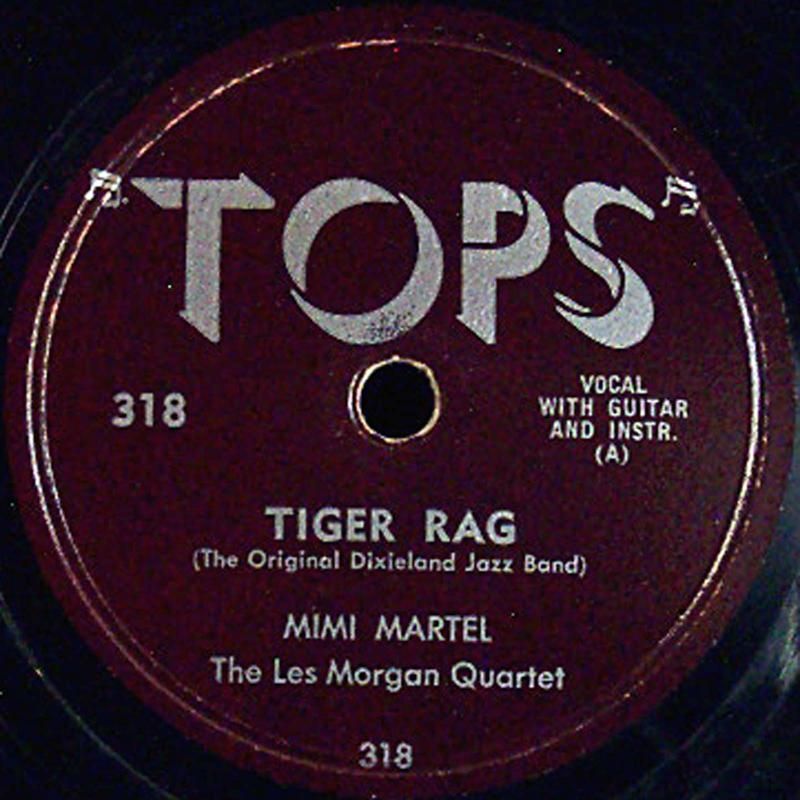 TOPS
318
VOCAL
WITH GUITAR
AND INSTR.
(A)
TIGER RAG
(The Original Dixieland Jazz Band)
MIMI MARTEL
The Les Morgan Quartet
318